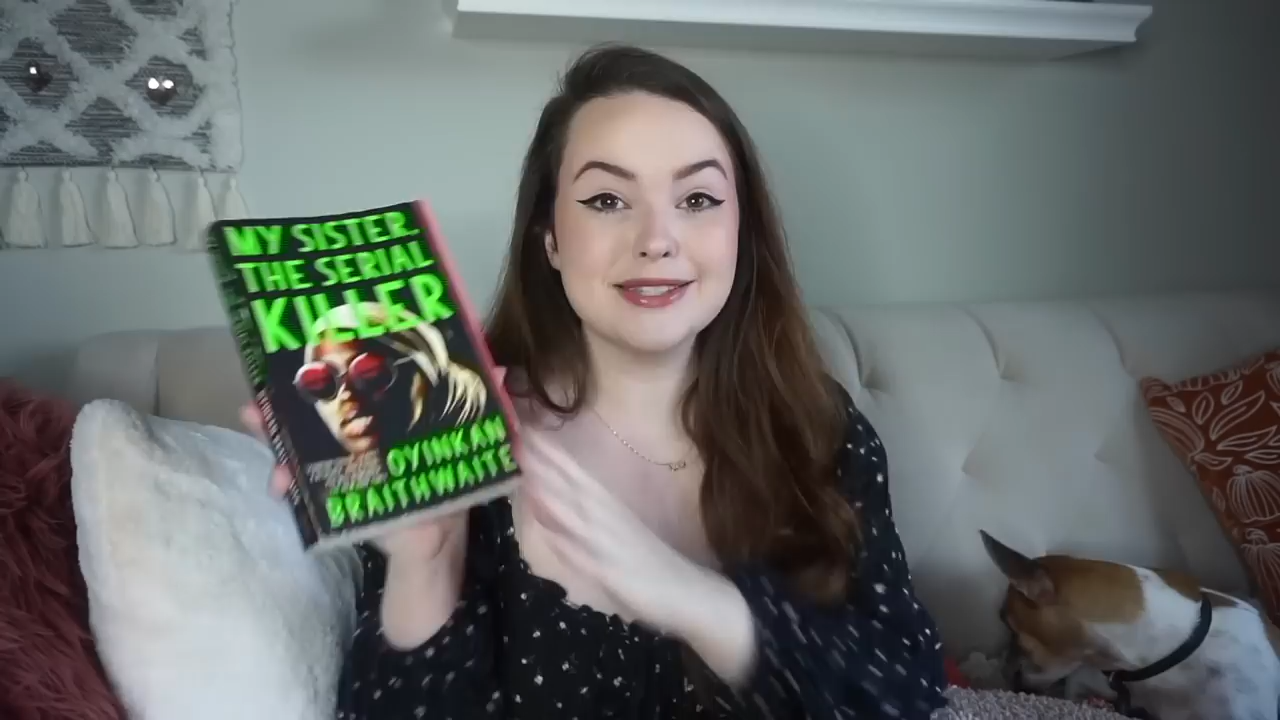 MY SISTER,
THE SERIAL
KILLER
OYINKAN
BRAITHWAITE